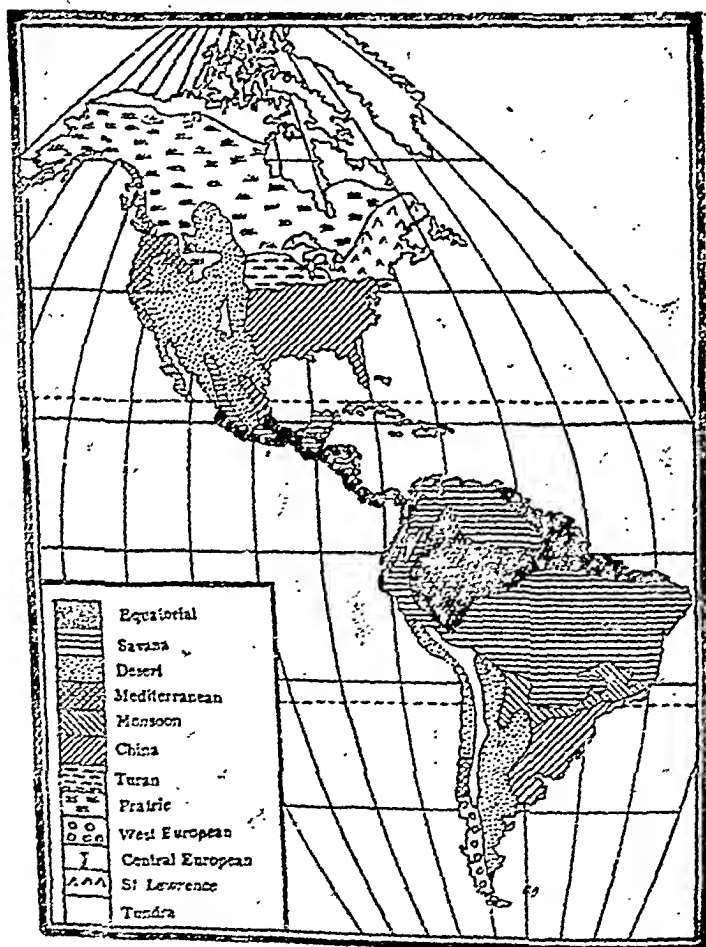 Equatorial
Savana
Desert
Mediterranean
Monsoon
China
Turan
Prairie
West European
Central European
St Lawrence
Tundra